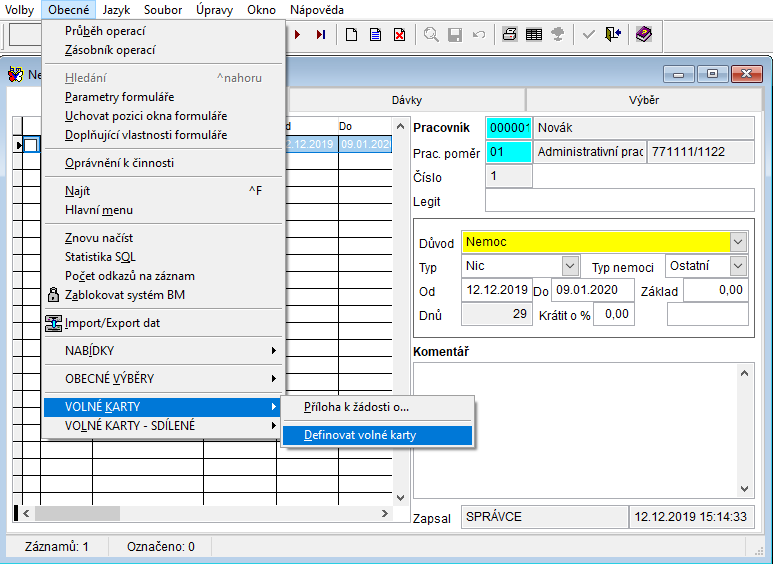 Volby Obecné Jazyk Soubor Úpravy Okno Nápověda
Průběh operací
Zásobník operací
Hledání ^nahoru
Parametry formuláře
Uchovat pozici okna formuláře
Doplňující vlastnosti formuláře
Oprávnění k činnosti
Najít ^F
Hlavní menu
Znovu načíst
Statistika SQL
Počet odkazů na záznam
Zablokovat systém BM
Import/Export dat
NABÍDKY
OBECNÉ VÝBĚRY
VOLNÉ KARTY
VOLNÉ KARTY - SDÍLENÉ
Příloha k žádosti o...
Definovat volné karty
Ne
Dávky Výběr
d Do
2.12.2019 09.01.2020
Pracovník 000001 Novák
Prac. poměr 01 Administrativní prac 771111/1122
Číslo 1
Legit
Důvod Nemoc
Typ Nic Typ nemoci Ostatní
Od 12.12.2019 Do 09.01.2020 Základ 0,00
Dnů 29 Krátit o % 0,00
Komentář
Zapsal SPRÁVCE 12.12.2019 15:14:33
Záznamů: 1 Označeno: 0